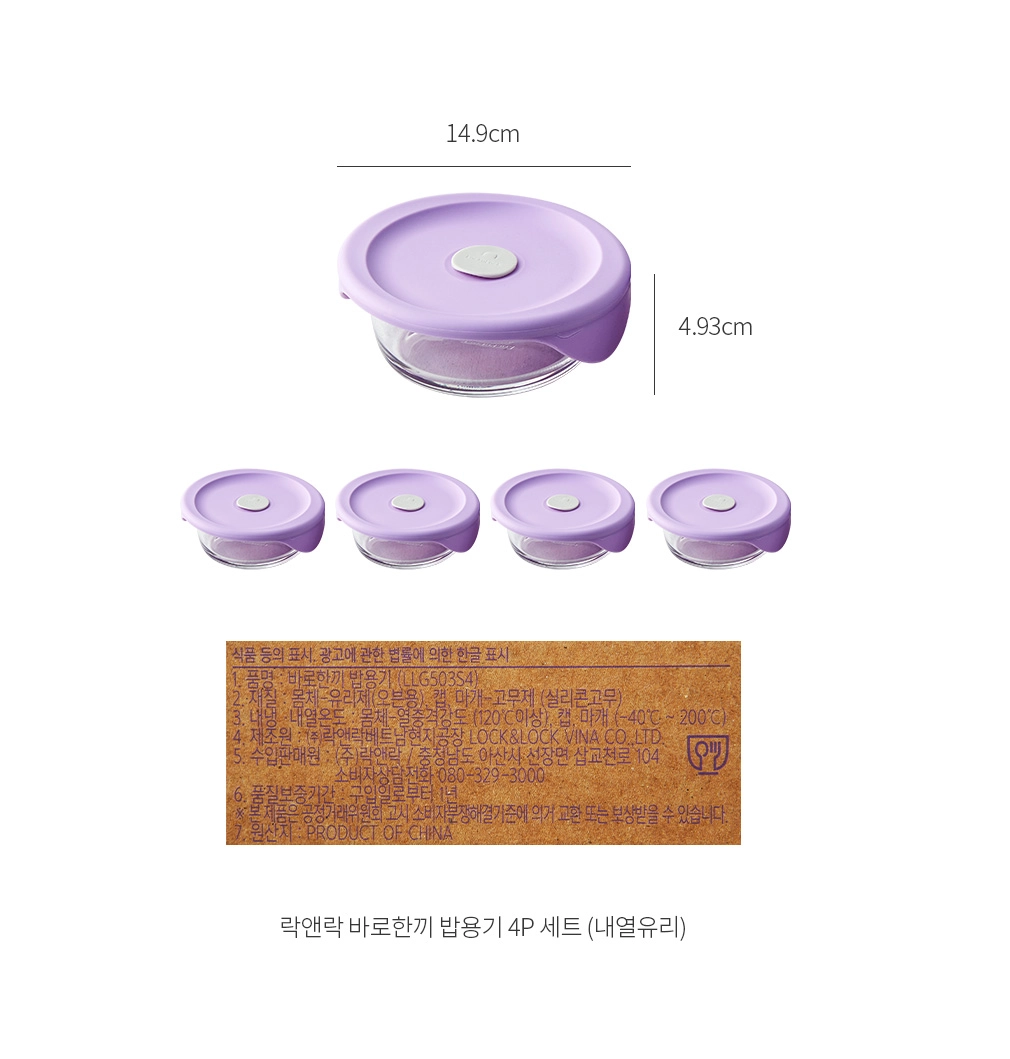 14.9cm
4.93cm
식품 등의 표시, 광고에 관한 법률에 의한 한글 표시
1. 품명 : 바로한끼 밥용기 (LLG503S4)
2. 재질 : 몸체-유리제(오븐용), 캡, 마개-고무제 (실리콘고무)
3. 내냉·내열온도 : 몸체-열충격강도 (120℃이상), 캡, 마개 (-40℃ ~ 200℃)
4. 제조원 : ㈜락앤락베트남현지공장 LOCK&LOCK VINA CO.,LTD.
5. 수입판매원 : (주)락앤락 / 충청남도 아산시 선장면 삽교천로 104
소비자상담전화 080-329-3000
6. 품질보증기간 : 구입일로부터 1년
※ 본 제품은 공정거래위원회 고시 소비자분쟁해결기준에 의거 교환 또는 보상받을 수 있습니다.
7. 원산지 : PRODUCT OF CHINA
락앤락 바로한끼 밥용기 4P 세트 (내열유리)